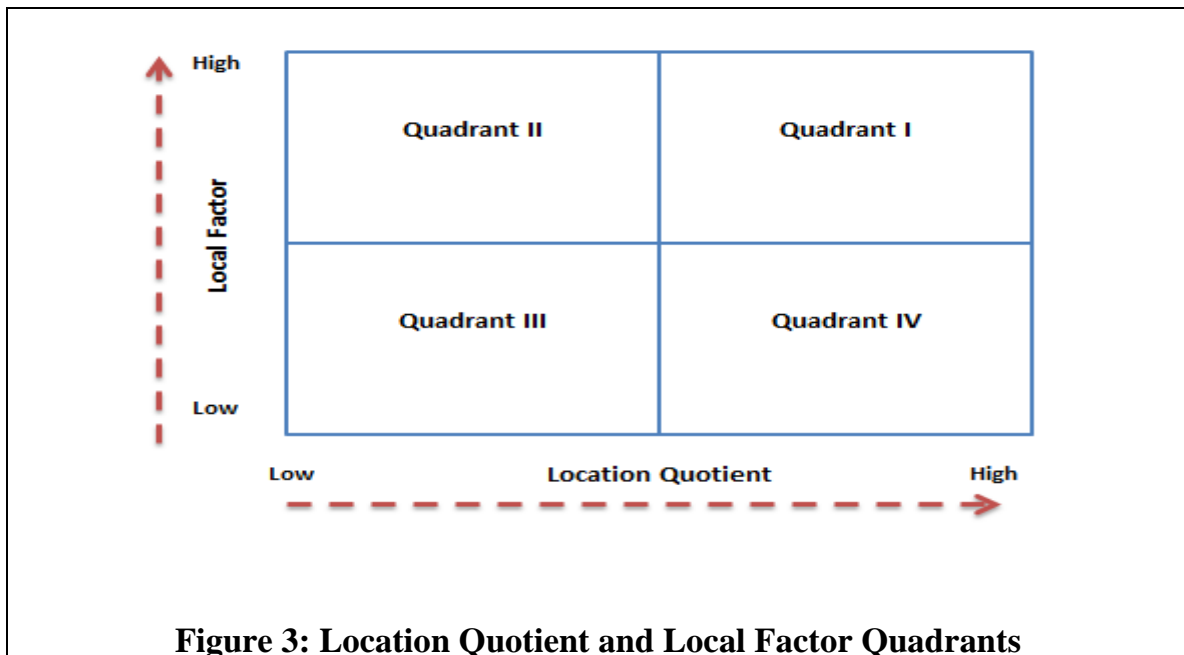 High
Quadrant II Quadrant I
Local Factor
Quadrant III Quadrant IV
Low
Low Location Quotient High
Figure 3: Location Quotient and Local Factor Quadrants